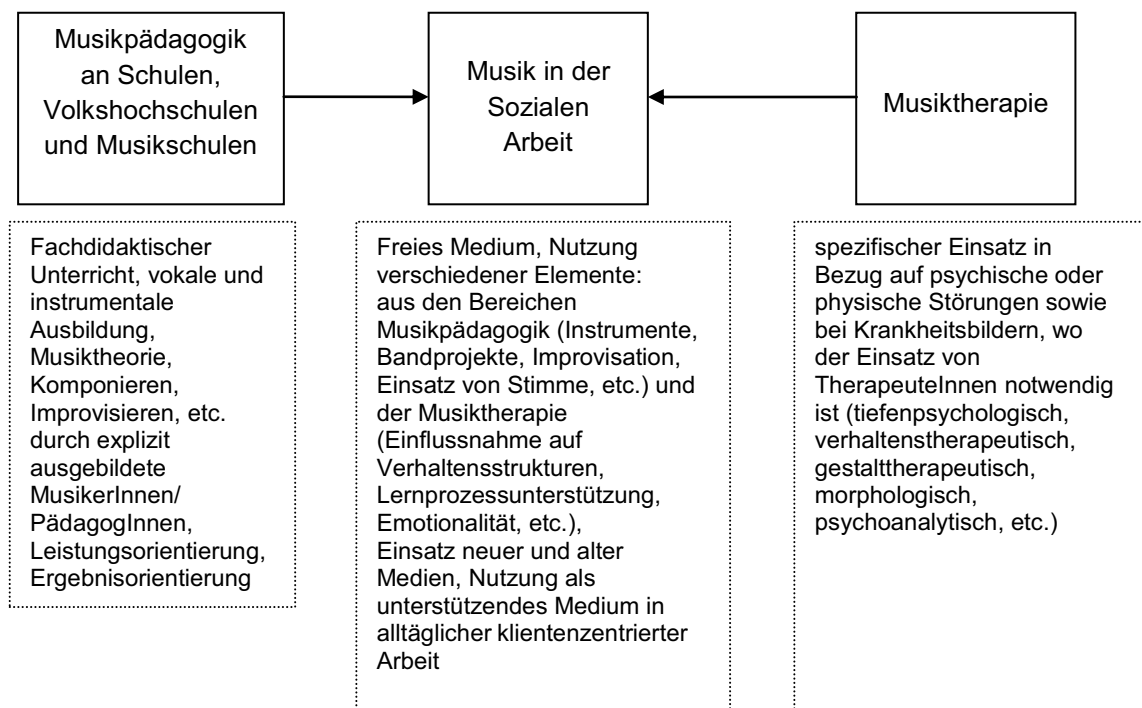 Musikpädagogik
an Schulen,
Volkshochschulen
und Musikschulen
Musik in der
Sozialen
Arbeit
Musiktherapie
Fachdidaktischer
Unterricht, vokale und
instrumentale
Ausbildung,
Musiktheorie,
Komponieren,
Improvisieren, etc.
durch explizit
ausgebildete
MusikerInnen/
PädagogInnen,
Leistungsorientierung,
Ergebnisorientierung
Freies Medium, Nutzung
verschiedener Elemente:
aus den Bereichen
Musikpädagogik (Instrumente,
Bandprojekte, Improvisation,
Einsatz von Stimme, etc.) und
der Musiktherapie
(Einflussnahme auf
Verhaltensstrukturen,
Lernprozessunterstützung,
Emotionalität, etc.),
Einsatz neuer und alter
Medien, Nutzung als
unterstützendes Medium in
alltäglicher klientenzentrierter
Arbeit
spezifischer Einsatz in
Bezug auf psychische oder
physische Störungen sowie
bei Krankheitsbildern, wo
der Einsatz von
TherapeuteInnen notwendig
ist (tiefenpsychologisch,
verhaltenstherapeutisch,
gestalttherapeutisch,
morphologisch,
psychoanalytisch, etc.)